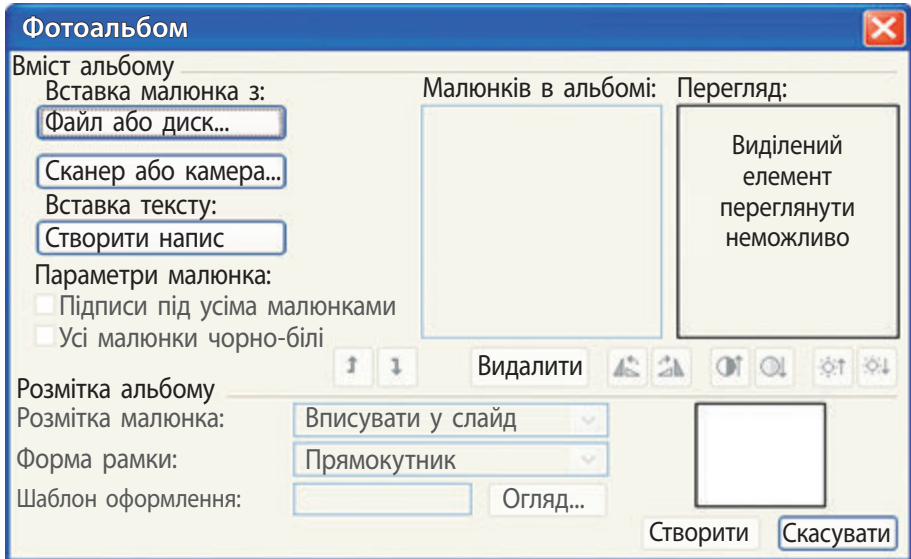 Фотоальбом
Вміст альбому
Вставка малюнка з:
Файл або диск...
Сканер або камера...
Вставка тексту:
Створити напис
Параметри малюнка:
Підписи під усіма малюнками
Усі малюнки чорно-білі
Малюнків в альбомі:
Перегляд:
Виділений
елемент
переглянути
неможливо
Видалити
Розмітка альбому
Розмітка малюнка:
Вписувати у слайд
Форма рамки:
Прямокутник
Шаблон оформлення:
Огляд...
Створити
Скасувати